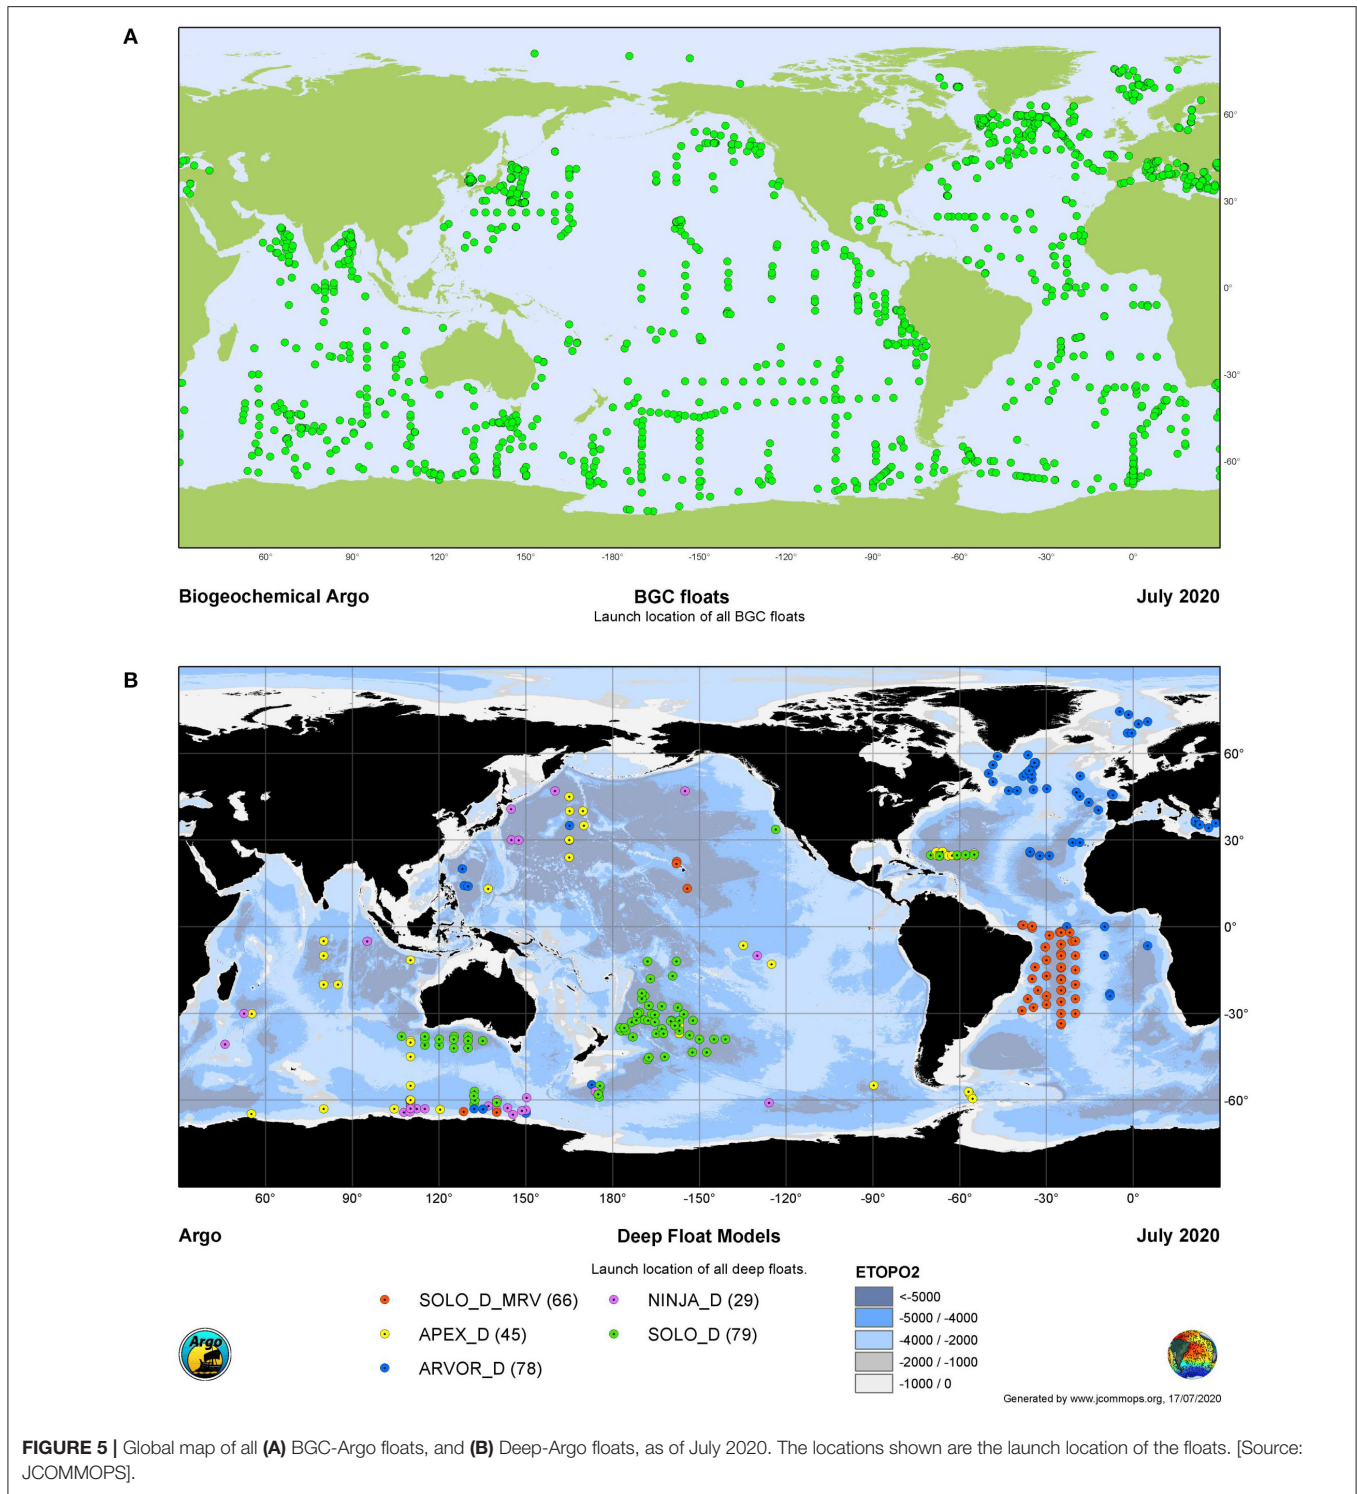 A
60°
30°
0°
-30°
-60°
60°
90°
120°
150°
-180°
-150°
-120°
-90°
-60°
-30°
0°
Biogeochemical Argo
BGC floats
July 2020
Launch location of all BGC floats
B
60°
30°
0°
-30°
-60°
60°
90°
120°
150°
-180°
-150°
-120°
-90°
-60°
-30°
0°
Argo
Deep Float Models
July 2020
Launch location of all deep floats.
SOLO_D_MRV (66)
NINJA_D (29)
APEX_D (45)
SOLO_D (79)
ARVOR_D (78)
ETOPO2
<-5000
-5000 / -4000
-4000 / -2000
-2000 / -1000
-1000 / 0
Argo
Generated by www.jcommops.org, 17/07/2020
FIGURE 5 | Global map of all (A) BGC-Argo floats, and (B) Deep-Argo floats, as of July 2020. The locations shown are the launch location of the floats. [Source:
JCOMMOPS].